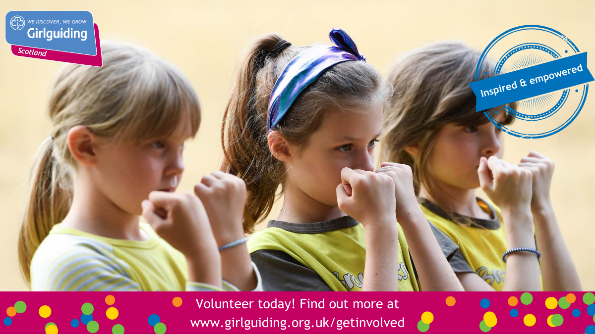 WE DISCOVER, WE GROW
Girlguiding
Scotland
Inspired & empowered
Volunteer today! Find out more at
www.girlguiding.org.uk/getinvolved